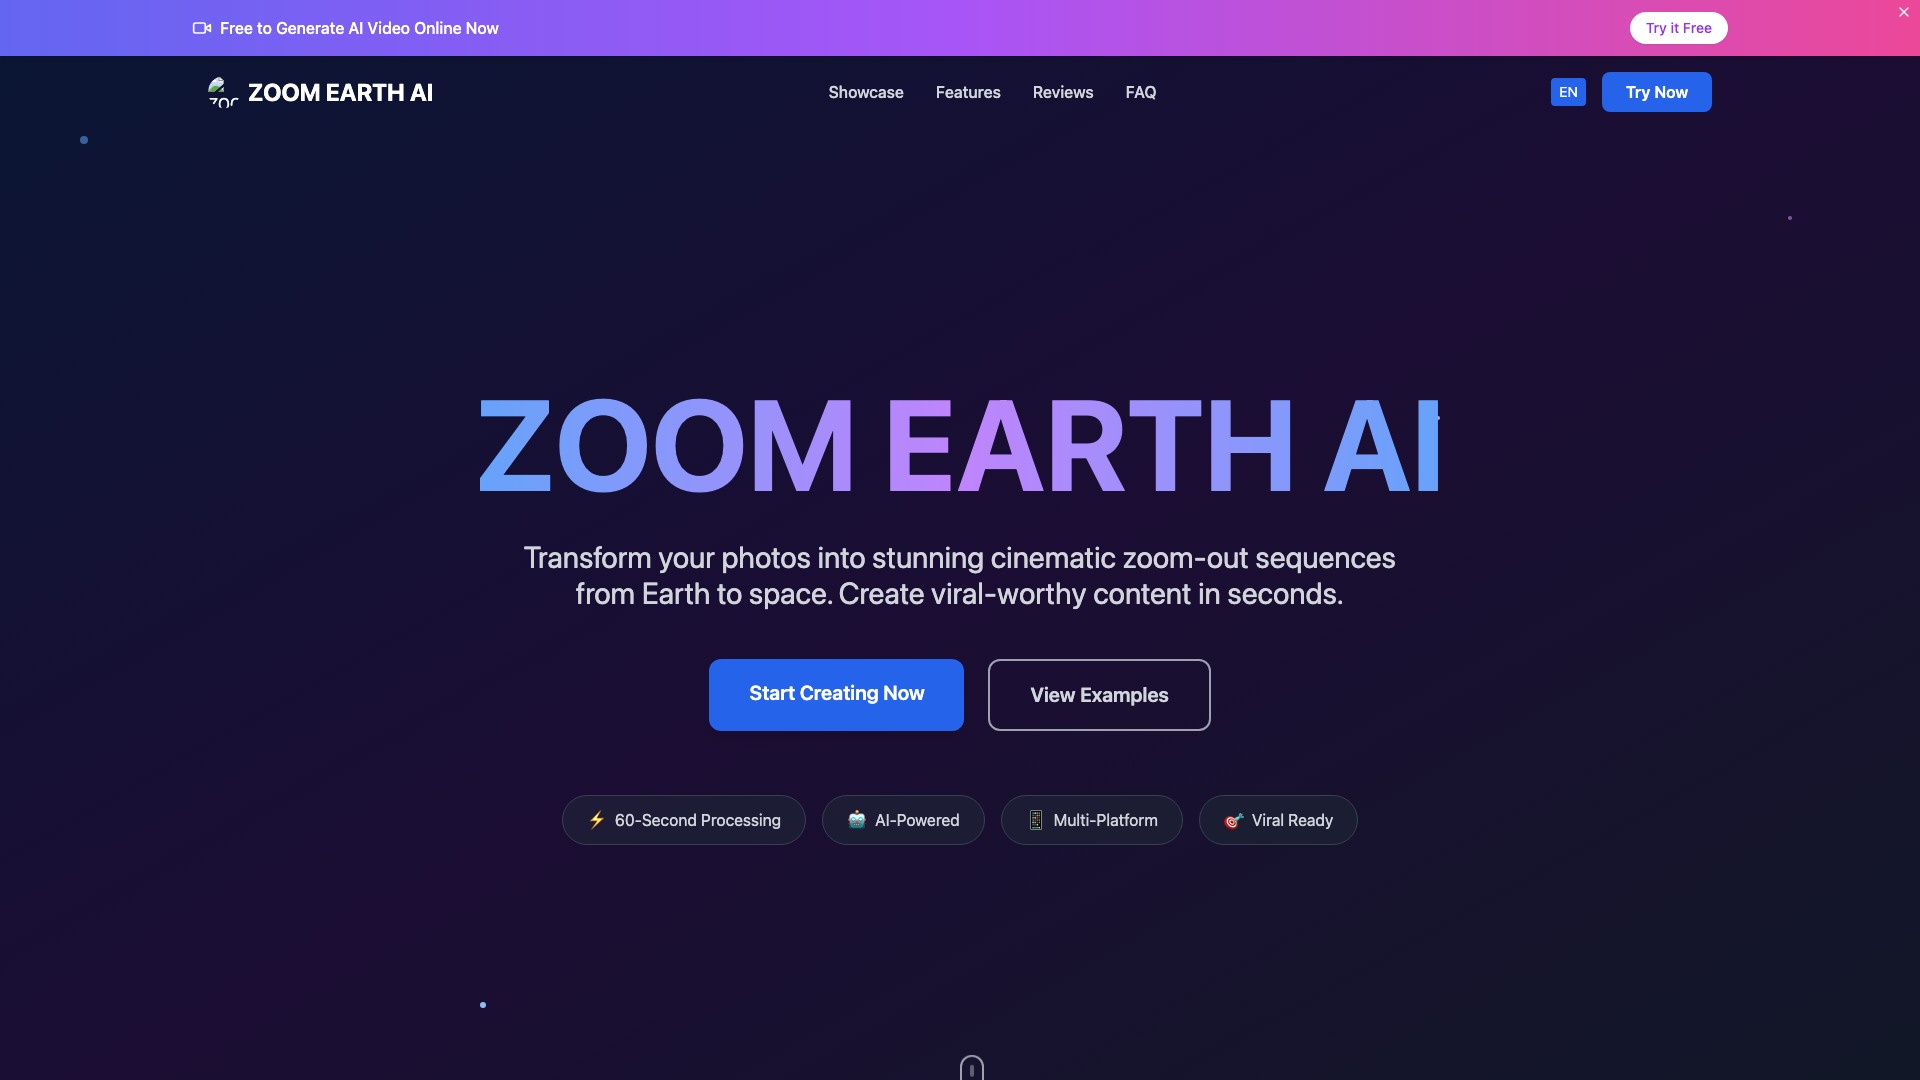 Free to Generate AI Video Online Now
Try it Free
ZOOM EARTH AI
Showcase
Features
Reviews
FAQ
EN
Try Now
ZOOM EARTH AI
Transform your photos into stunning cinematic zoom-out sequences
from Earth to space. Create viral-worthy content in seconds.
Start Creating Now
View Examples
⚡ 60-Second Processing
🤖 AI-Powered
📱 Multi-Platform
🎯 Viral Ready